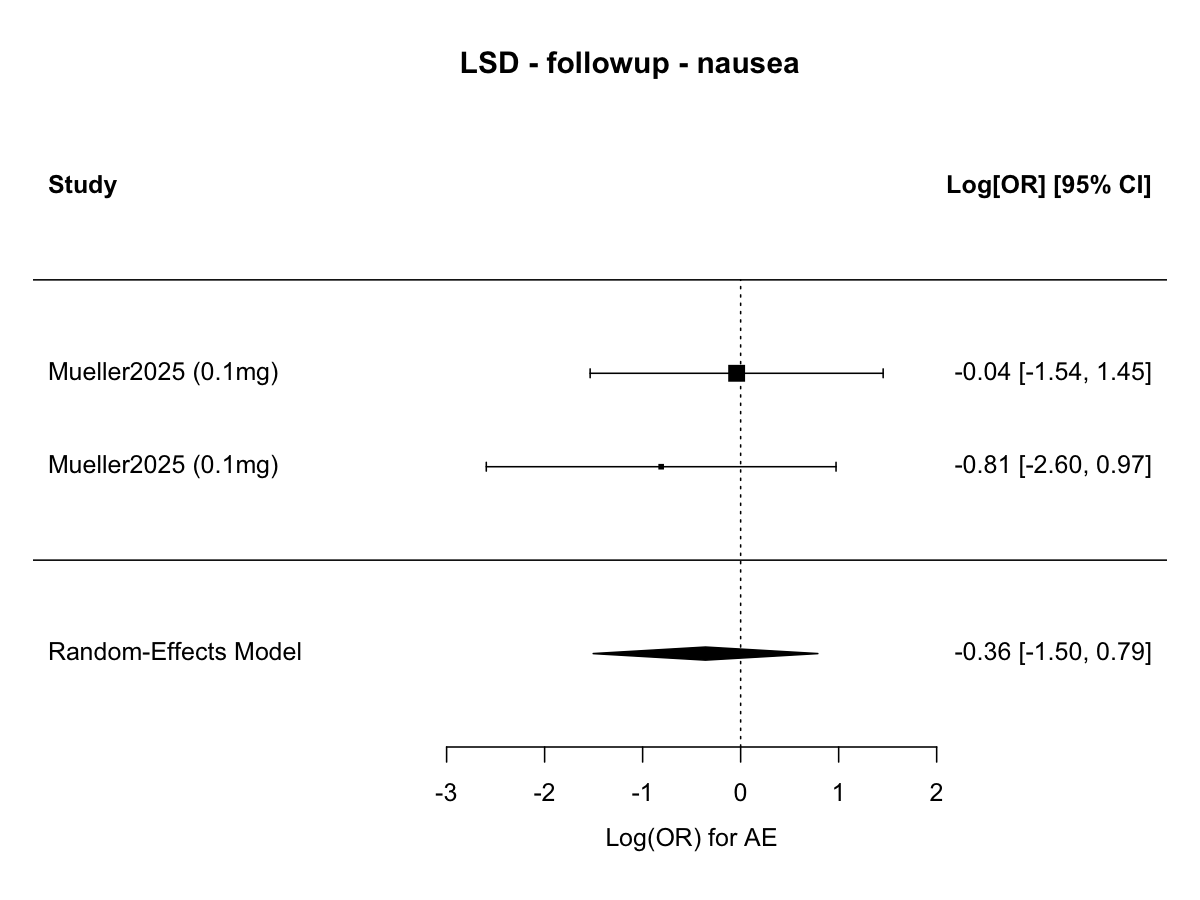 LSD - followup - nausea
Study Log[OR] [95% CI]
Mueller2025 (0.1mg) -0.04 [-1.54, 1.45]
Mueller2025 (0.1mg) -0.81 [-2.60, 0.97]
Random-Effects Model -0.36 [-1.50, 0.79]
-3 -2 -1 0 1 2
Log(OR) for AE